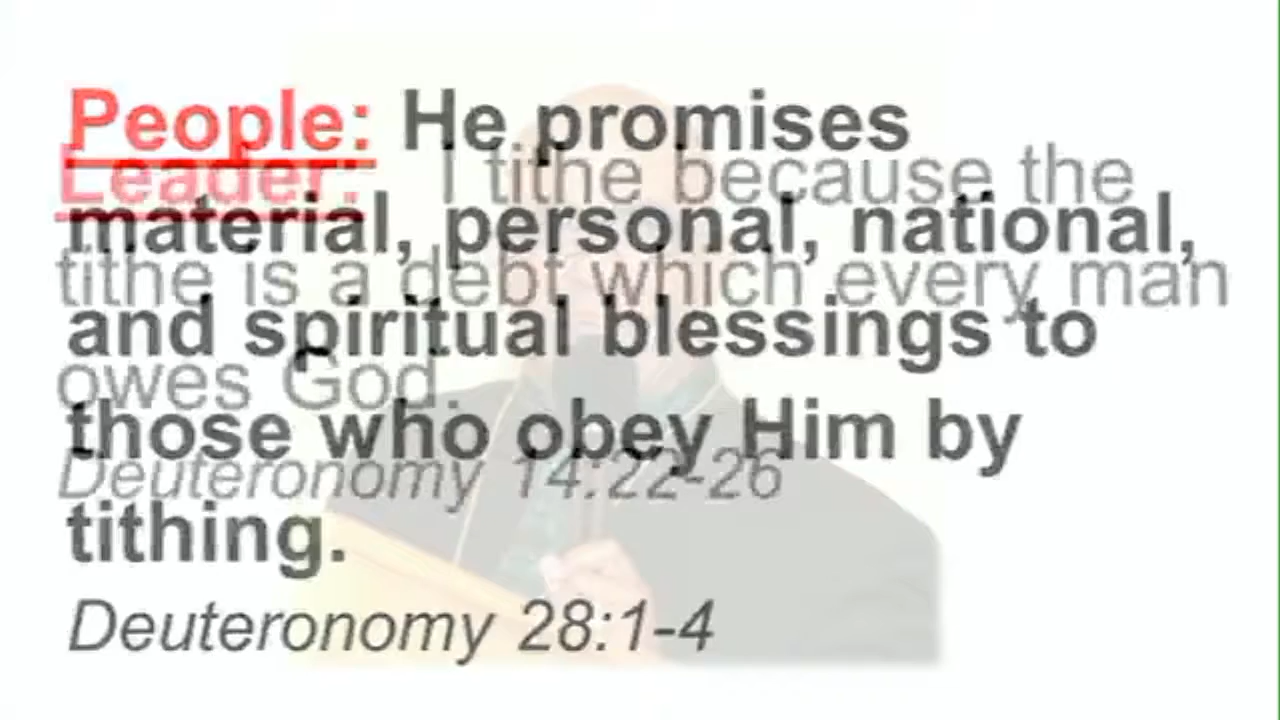 People: He promises
material, personal, national,
and spiritual blessings to
those who obey Him by
tithing.
Deuteronomy 28:1-4
Leader: I tithe because the
tithe is a debt which every man
owes God.
Deuteronomy 14:22-26